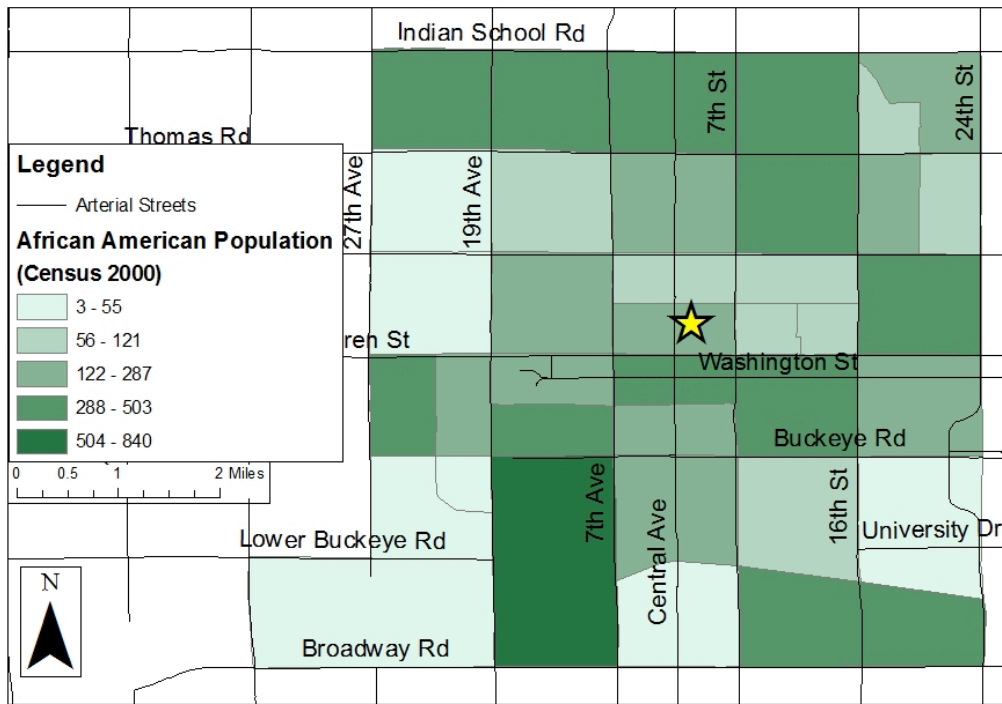 Indian School Rd
7th St
24th St
Thomas Rd
Legend
Arterial Streets
African American Population
(Census 2000)
3 - 55
56 - 121
122 - 287
288 - 503
504 - 840
0 0.5 1 2 Miles
27th Ave
19th Ave
ren St
Washington St
Buckeye Rd
7th Ave
Central Ave
16th St
University Dr
Lower Buckeye Rd
N
Broadway Rd